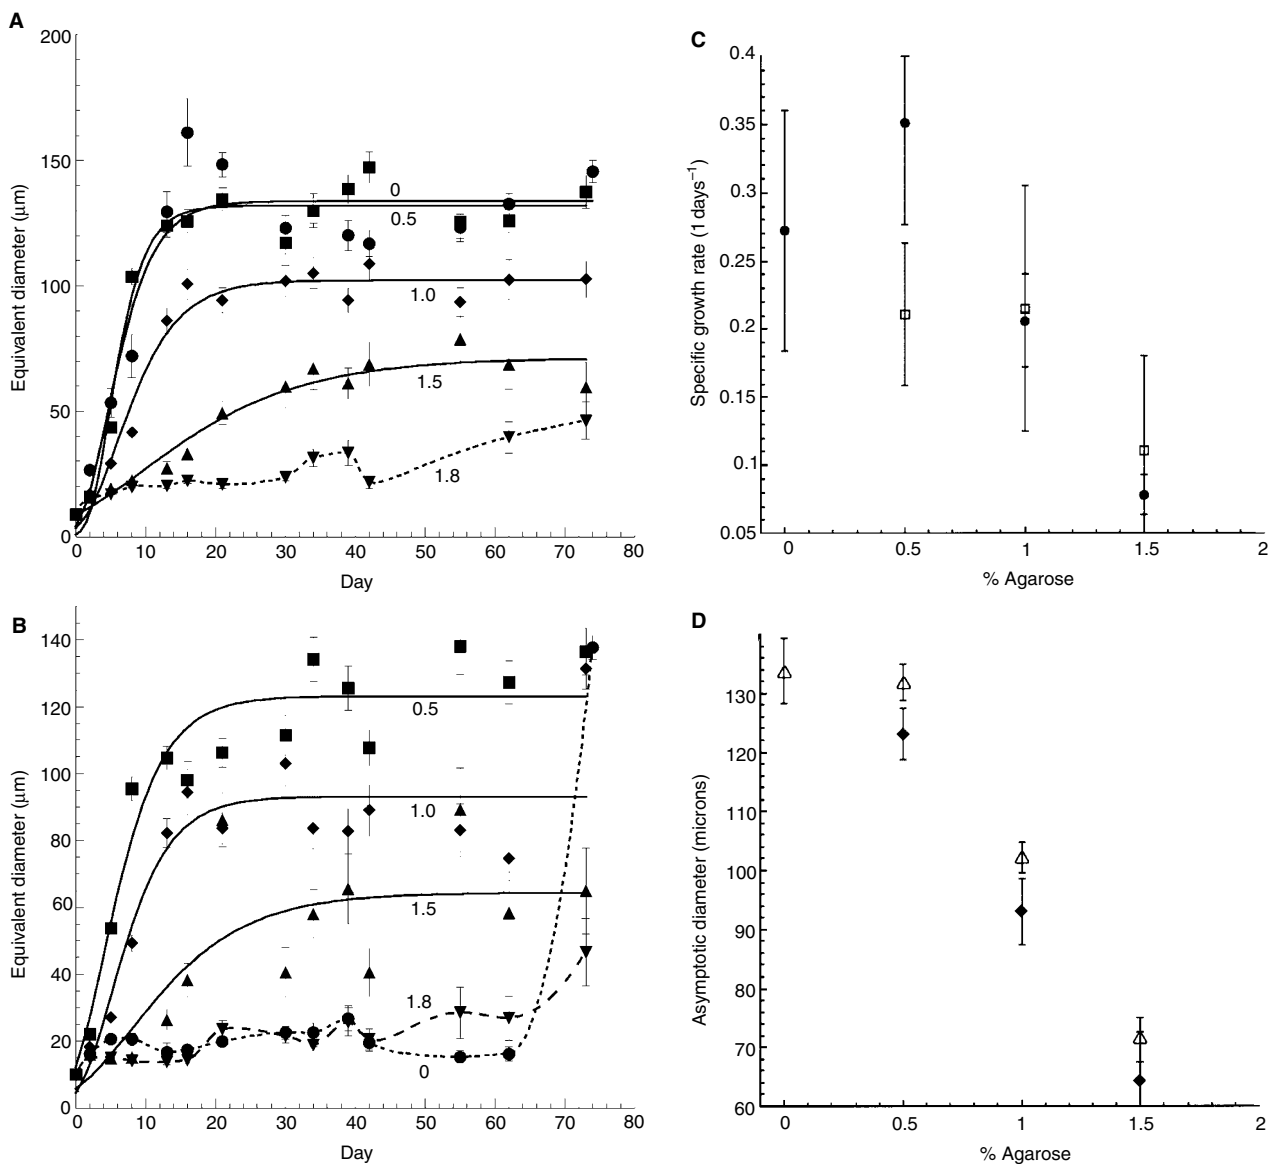 A
200
150
100
50
0
Equivalent diameter (μm)
0
0.5
1.0
1.5
1.8
0 10 20 30 40 50 60 70 80
Day
B
140
120
100
80
60
40
20
0
Equivalent diameter (μm)
0.5
1.0
1.5
1.8
0
0 10 20 30 40 50 60 70 80
Day
C
0.4
0.35
0.3
0.25
0.2
0.15
0.1
0.05
Specific growth rate (1 days⁻¹)
0 0.5 1 1.5 2
% Agarose
D
130
120
110
100
90
80
70
60
Asymptotic diameter (microns)
0 0.5 1 1.5 2
% Agarose